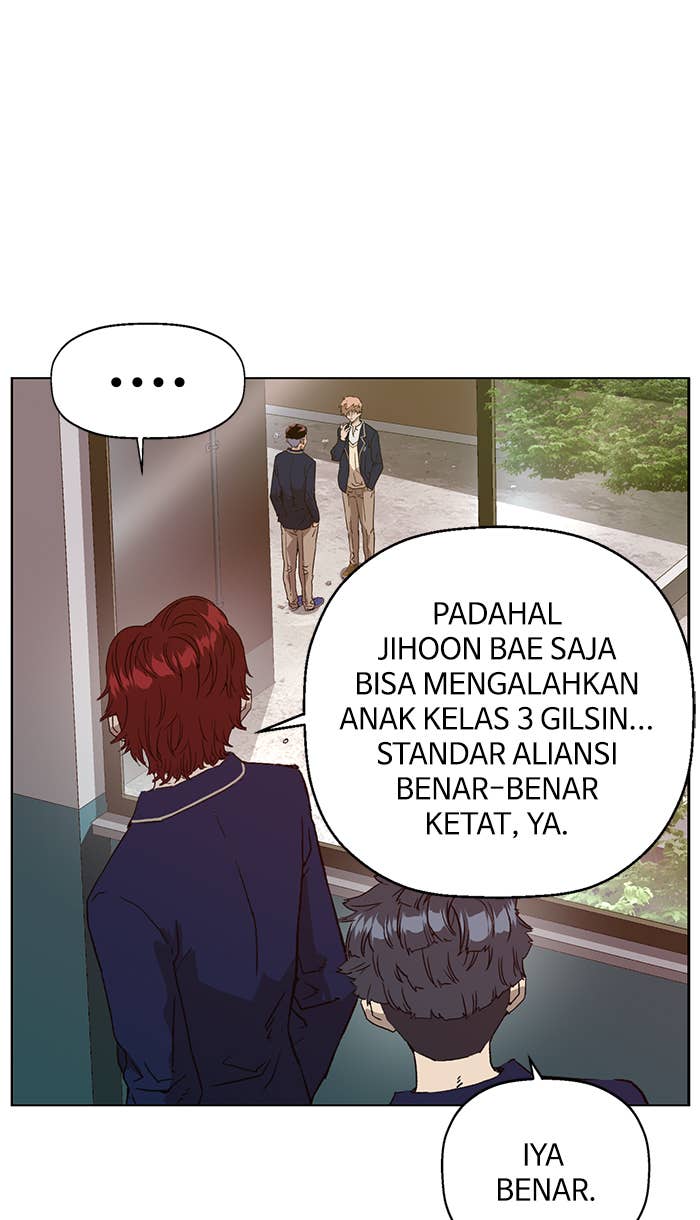 ....
PADAHAL
JIHOON BAE SAJA
BISA MENGALAHKAN
ANAK KELAS 3 GILSIN...
STANDAR ALIANSI
BENAR-BENAR
KETAT, YA.
IYA
BENAR.